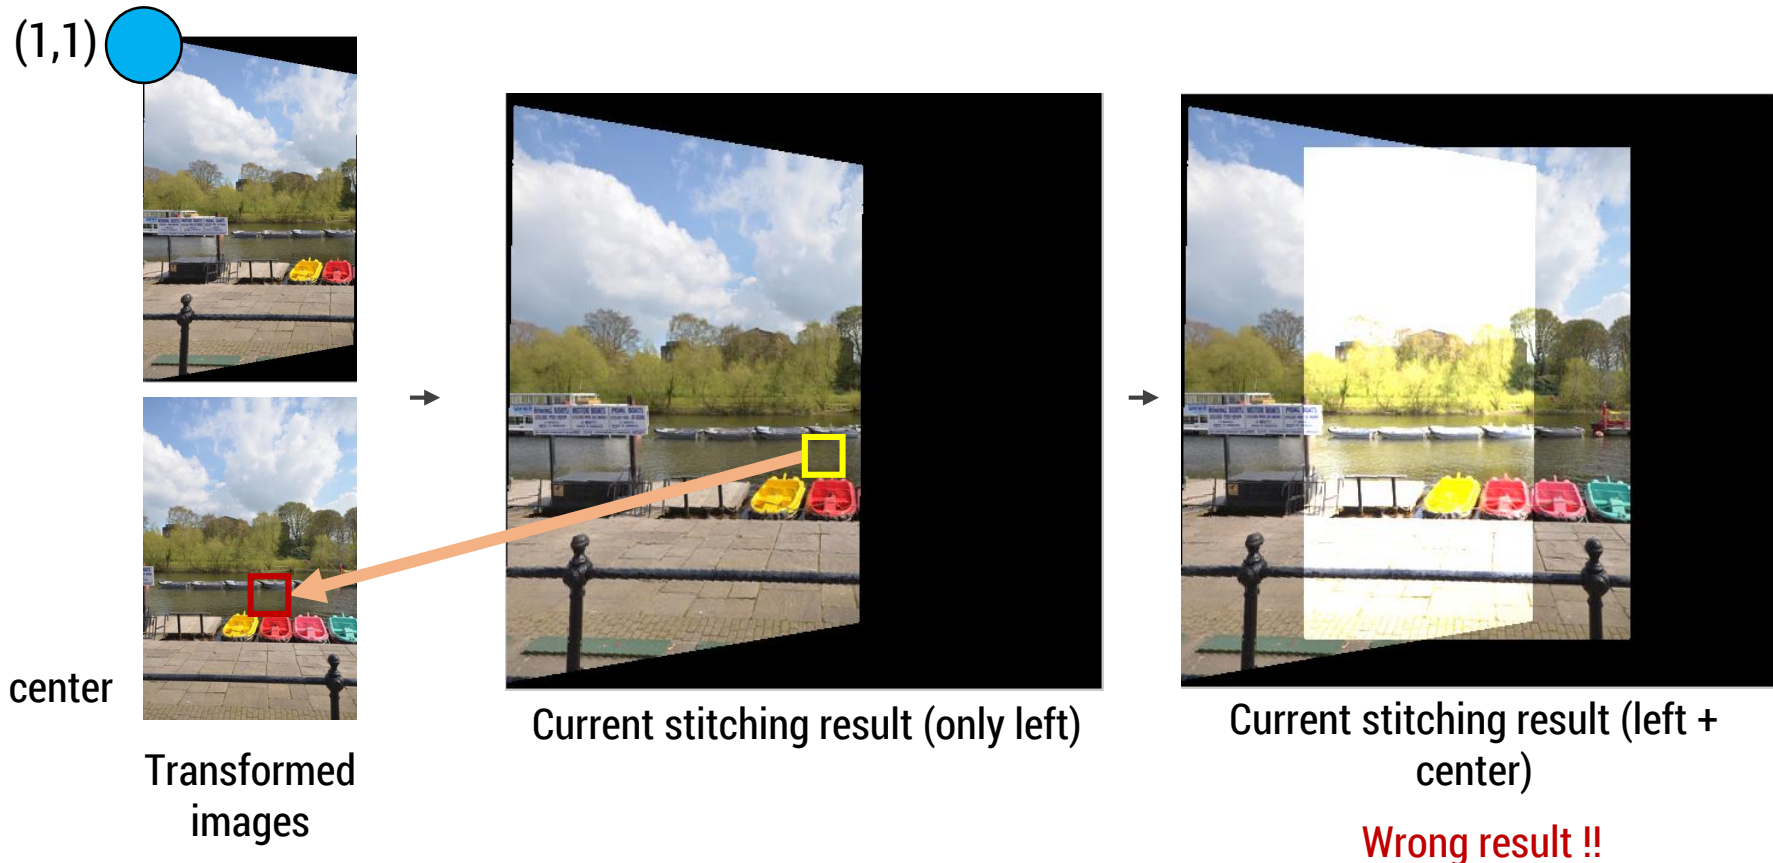 (1,1)
center
Transformed
images
Current stitching result (only left)
Current stitching result (left +
center)
Wrong result !!